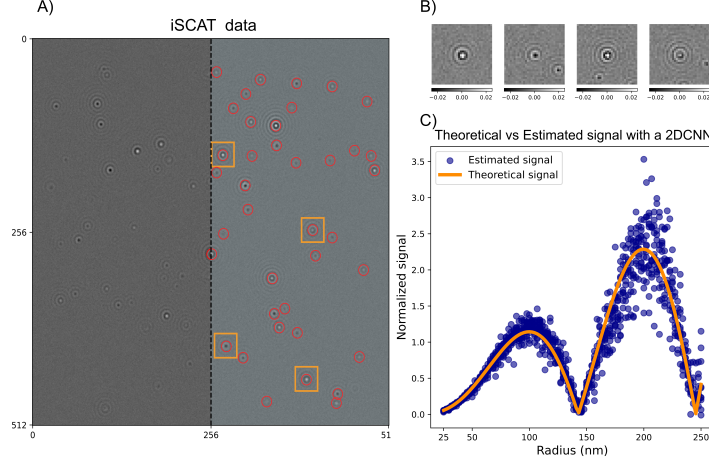 A)
iSCAT data
0
256
512
0
256
51
B)
−0.02 0.00 0.02
−0.02 0.00 0.02
−0.02 0.00 0.02
−0.02 0.00 0.02
C)
Theoretical vs Estimated signal with a 2DCNN
Estimated signal
Theoretical signal
Normalized signal
3.5
3.0
2.5
2.0
1.5
1.0
0.5
0.0
25 50 100 150 200 250
Radius (nm)